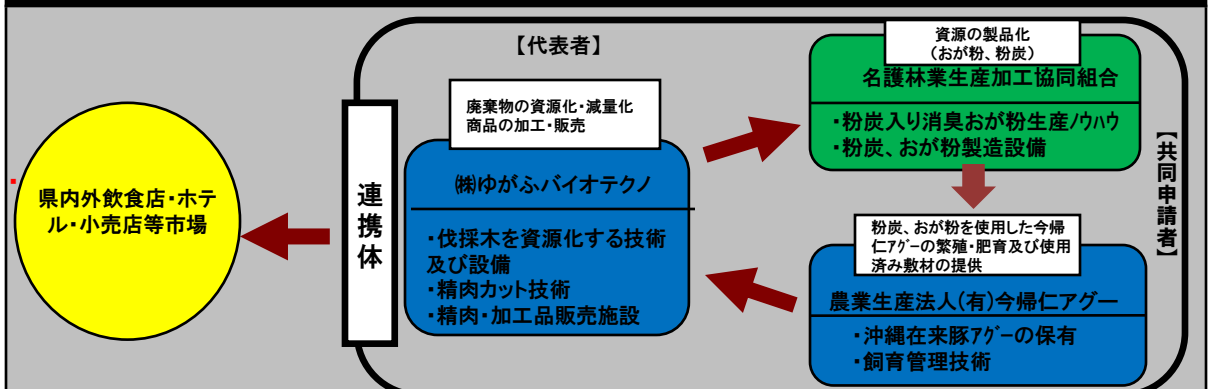 【代表者】
資源の製品化
（おが粉、粉炭）
名護林業生産加工協同組合
・粉炭入り消臭おが粉生産ﾉｳﾊｳ
・粉炭、おが粉製造設備
廃棄物の資源化・減量化
商品の加工・販売
㈱ゆがふバイオテクノ
・伐採木を資源化する技術
及び設備
・精肉カット技術
・精肉・加工品販売施設
連携体
県内外飲食店・ホテ
ル・小売店等市場
粉炭、おが粉を使用した今帰
仁ｱｸﾞｰの繁殖・肥育及び使用
済み敷材の提供
農業生産法人(有)今帰仁アグー
・沖縄在来豚ｱｸﾞｰの保有
・飼育管理技術
【共同申請者】